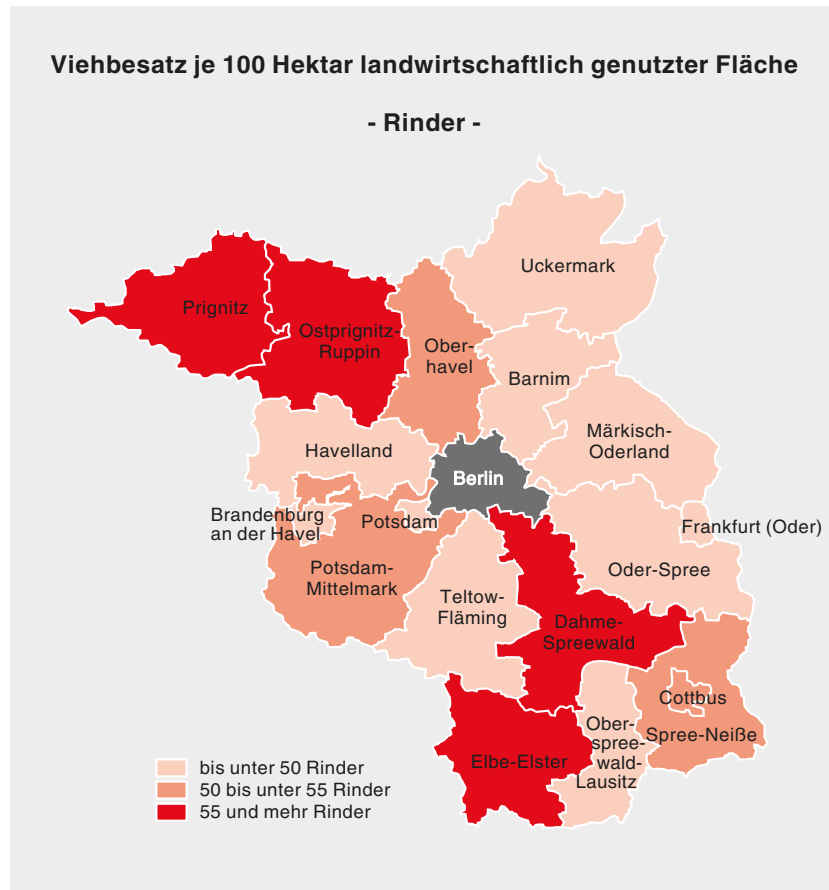 Viehbesatz je 100 Hektar landwirtschaftlich genutzter Fläche
- Rinder -
Uckermark
Prignitz
Ostprignitz-
Ruppin
Ober-
havel
Barnim
Märkisch-
Oderland
Havelland
Berlin
Brandenburg
an der Havel
Potsdam
Frankfurt (Oder)
Potsdam-
Mittelmark
Oder-Spree
Teltow-
Fläming
Dahme-
Spreewald
Cottbus
Spree-Neiße
Ober-
spree-
wald-
Lausitz
Elbe-Elster
bis unter 50 Rinder
50 bis unter 55 Rinder
55 und mehr Rinder